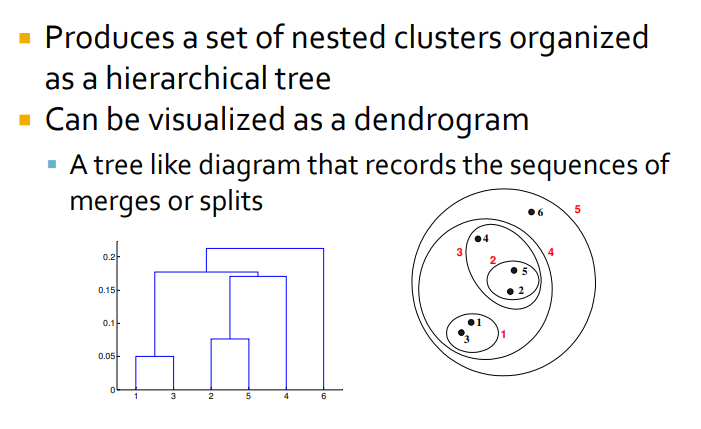 Produces a set of nested clusters organized
as a hierarchical tree
Can be visualized as a dendrogram
A tree like diagram that records the sequences of
merges or splits
0.2
0.15
0.1
0.05
0
1 3 2 5 4 6
6 5
4
3 4
2
5
2
1
1
3